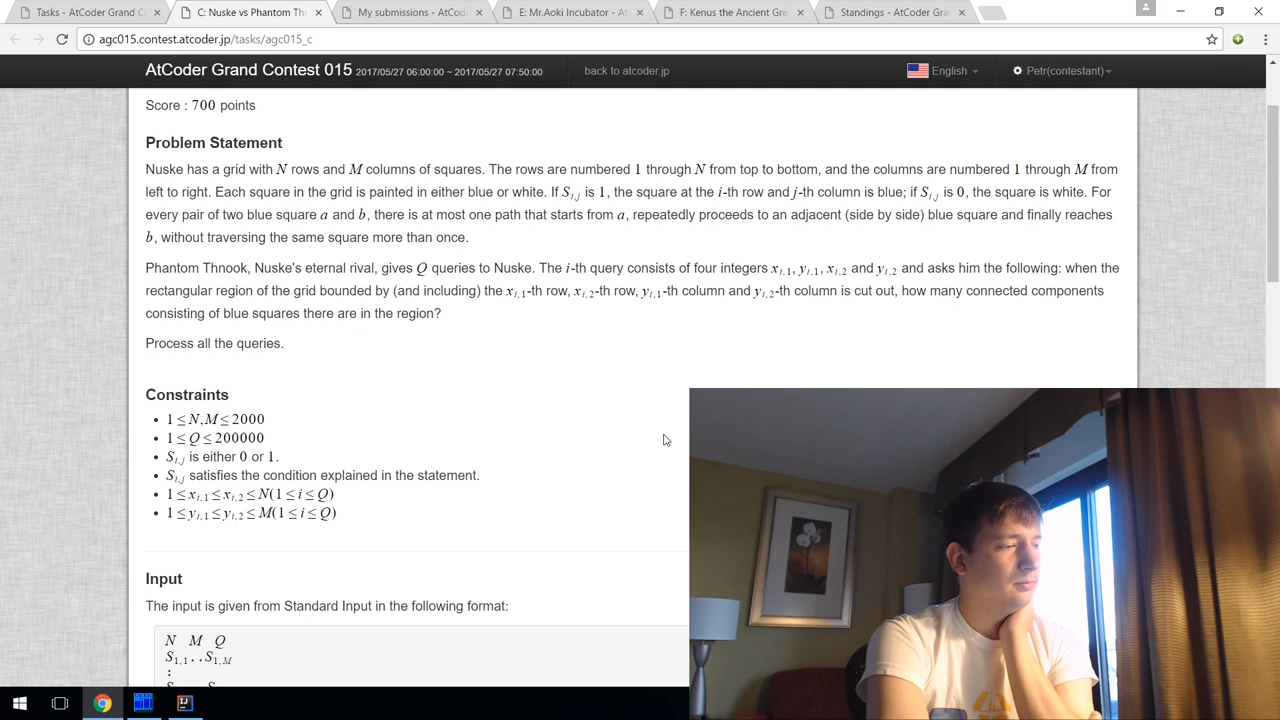 Tasks - AtCoder Grand C
C: Nuske vs Phantom Th
My submissions - AtCod
E: Mr.Aoki Incubator - At
F: Kenus the Ancient Gre
Standings - AtCoder Gra
agc015.contest.atcoder.jp/tasks/agc015_c
AtCoder Grand Contest 015 2017/05/27 06:00:00 ~ 2017/05/27 07:50:00 back to atcoder.jp English Petr(contestant)
Score : 700 points
Problem Statement
Nuske has a grid with N rows and M columns of squares. The rows are numbered 1 through N from top to bottom, and the columns are numbered 1 through M from
left to right. Each square in the grid is painted in either blue or white. If S_{i,j} is 1, the square at the i-th row and j-th column is blue; if S_{i,j} is 0, the square is white. For
every pair of two blue square a and b, there is at most one path that starts from a, repeatedly proceeds to an adjacent (side by side) blue square and finally reaches
b, without traversing the same square more than once.
Phantom Thnook, Nuske's eternal rival, gives Q queries to Nuske. The i-th query consists of four integers x_{i,1}, y_{i,1}, x_{i,2} and y_{i,2} and asks him the following: when the
rectangular region of the grid bounded by (and including) the x_{i,1}-th row, x_{i,2}-th row, y_{i,1}-th column and y_{i,2}-th column is cut out, how many connected components
consisting of blue squares there are in the region?
Process all the queries.
Constraints
• 1 ≤ N,M ≤ 2000
• 1 ≤ Q ≤ 200000
• S_{i,j} is either 0 or 1.
• S_{i,j} satisfies the condition explained in the statement.
• 1 ≤ x_{i,1} ≤ x_{i,2} ≤ N(1 ≤ i ≤ Q)
• 1 ≤ y_{i,1} ≤ y_{i,2} ≤ M(1 ≤ i ≤ Q)
Input
The input is given from Standard Input in the following format:
N M Q
S_{1,1}..S_{1,M}
: